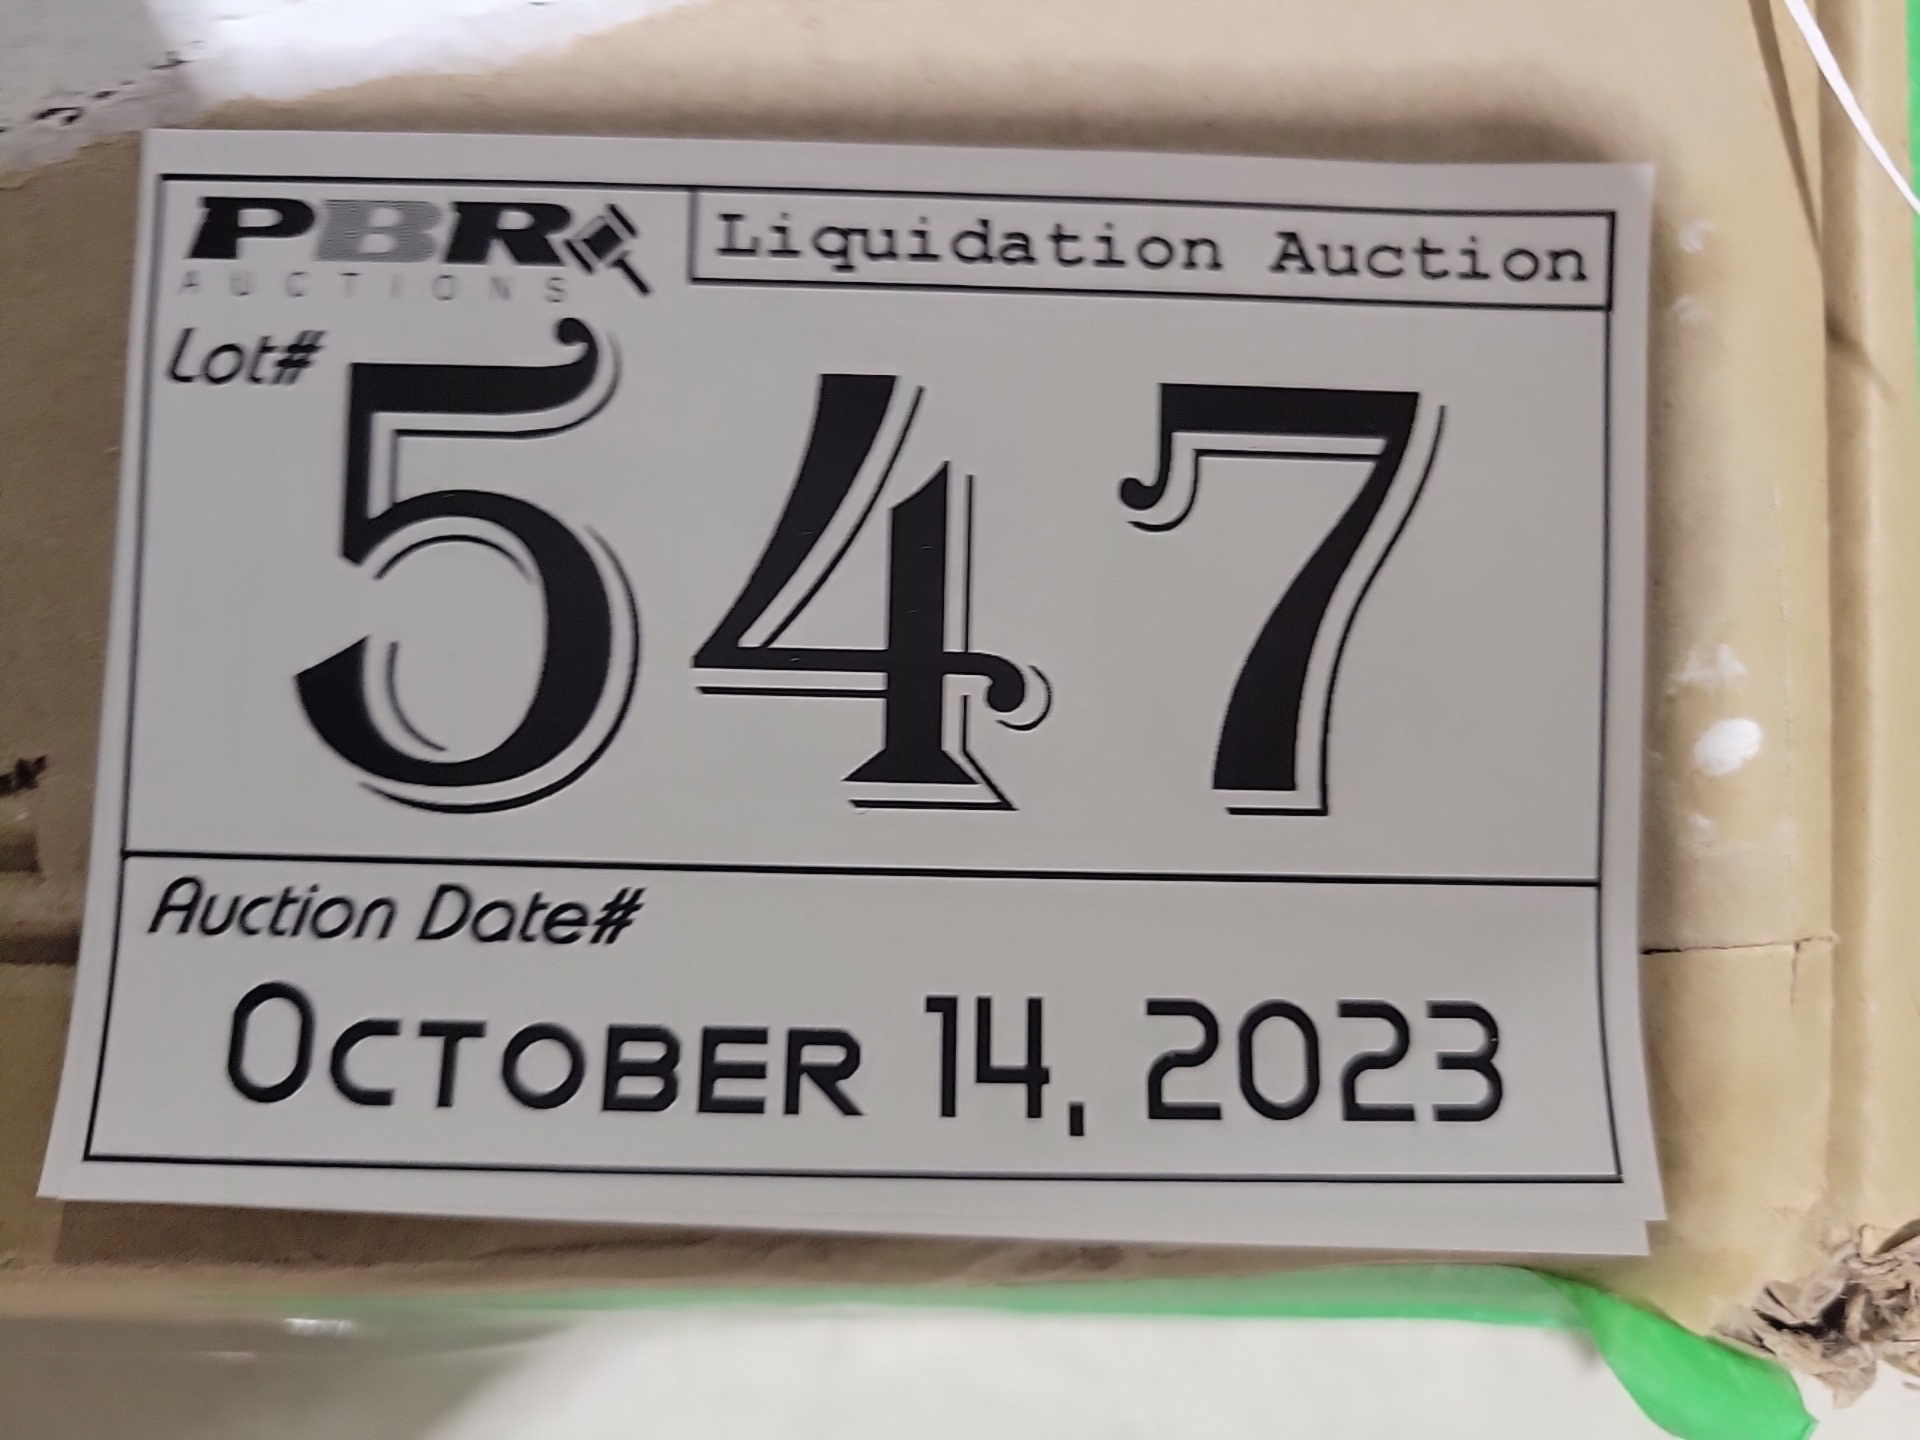 PBR
AUCTIONS
Liquidation Auction
Lot#
547
Auction Date#
October 14, 2023